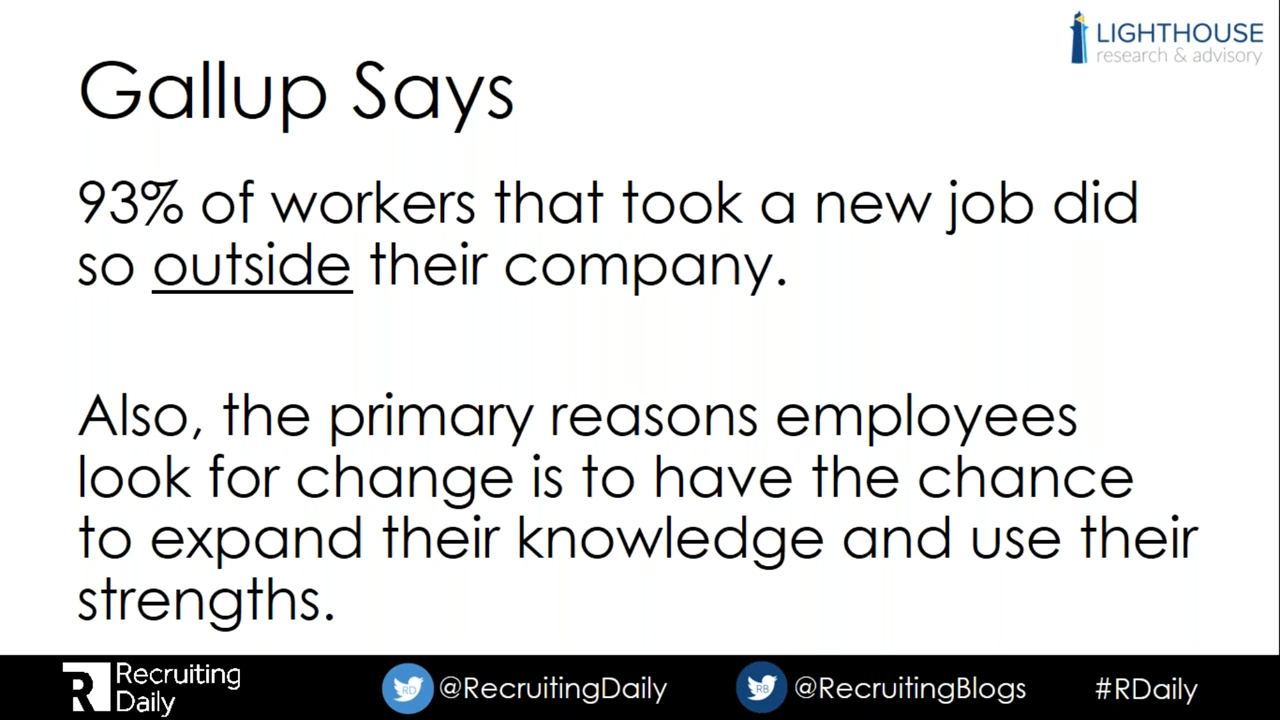 LIGHTHOUSE
research & advisory
Gallup Says
93% of workers that took a new job did
so outside their company.
Also, the primary reasons employees
look for change is to have the chance
to expand their knowledge and use their
strengths.
R Recruiting
Daily
RD @RecruitingDaily
RB @RecruitingBlogs
#RDaily